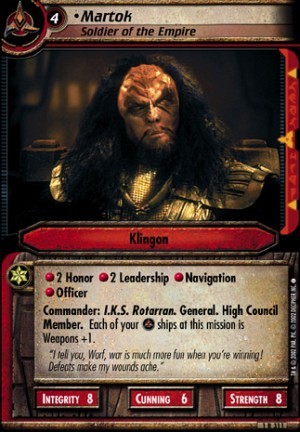 4
•Martok
Soldier of the Empire
Klingon
2 Honor 2 Leadership Navigation
Officer
Commander: I.K.S. Rotarran. General. High Council
Member. Each of your ships at this mission is
Weapons +1.
"I tell you, Worf, war is much more fun when you're winning!
Defeats make my wounds ache."
INTEGRITY 8
CUNNING 6
STRENGTH 8